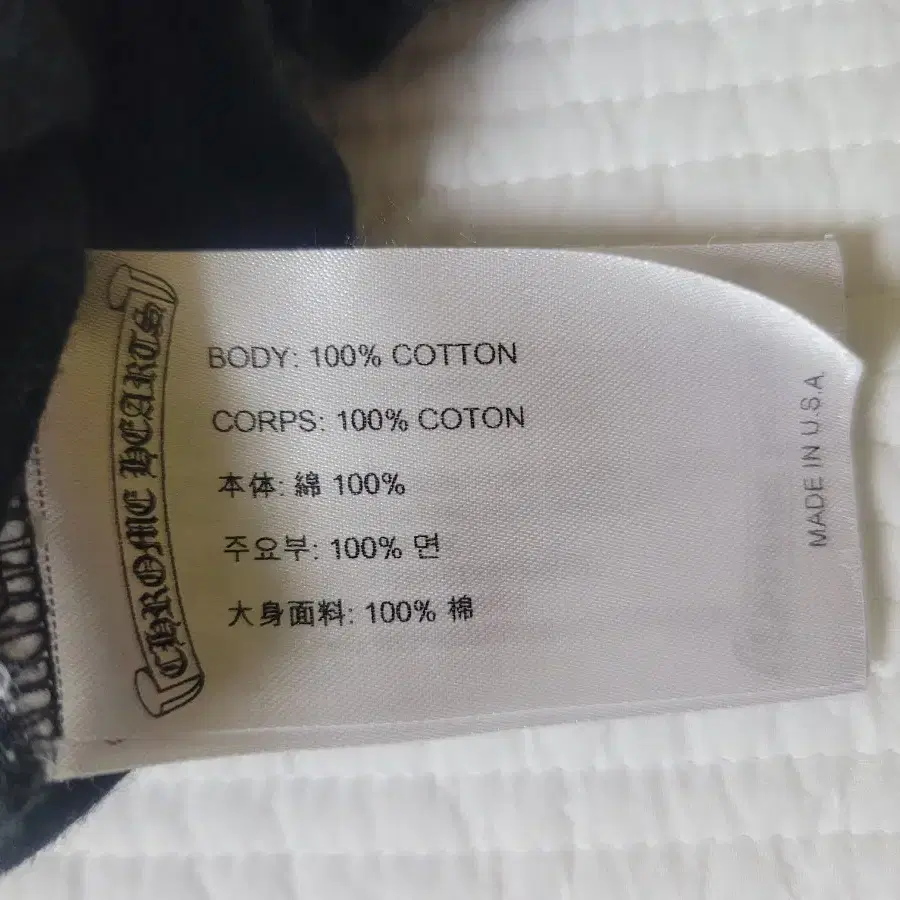 CHROME HEARTS
BODY: 100% COTTON
CORPS: 100% COTON
本体: 綿 100%
주요부: 100% 면
大身面料: 100% 棉
MADE IN U.S.A.